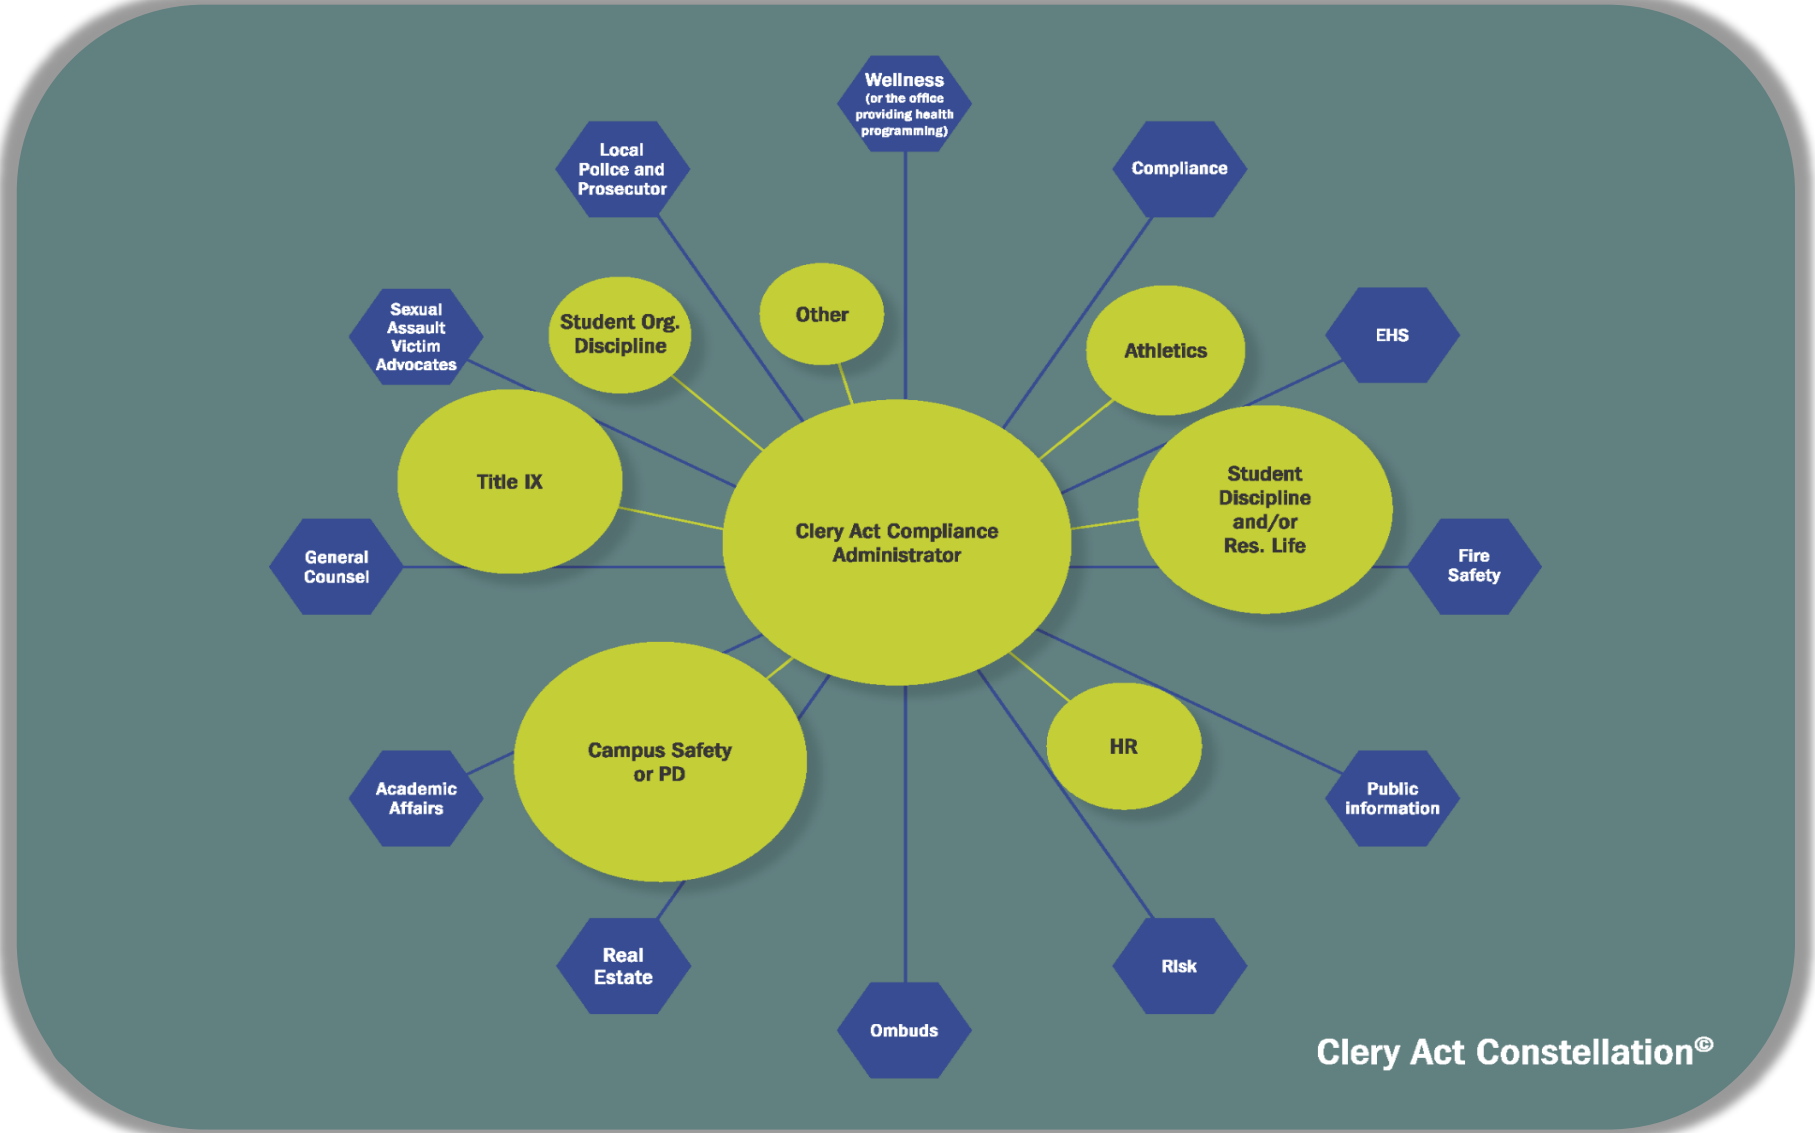 Wellness
(or the office
providing health
programming)
Local
Police and
Prosecutor
Compliance
Sexual
Assault
Victim
Advocates
Student Org.
Discipline
Other
Athletics
EHS
Title IX
Student
Discipline
and/or
Res. Life
Clery Act Compliance
Administrator
General
Counsel
Fire
Safety
Campus Safety
or PD
HR
Academic
Affairs
Public
information
Real
Estate
Risk
Ombuds
Clery Act Constellation©